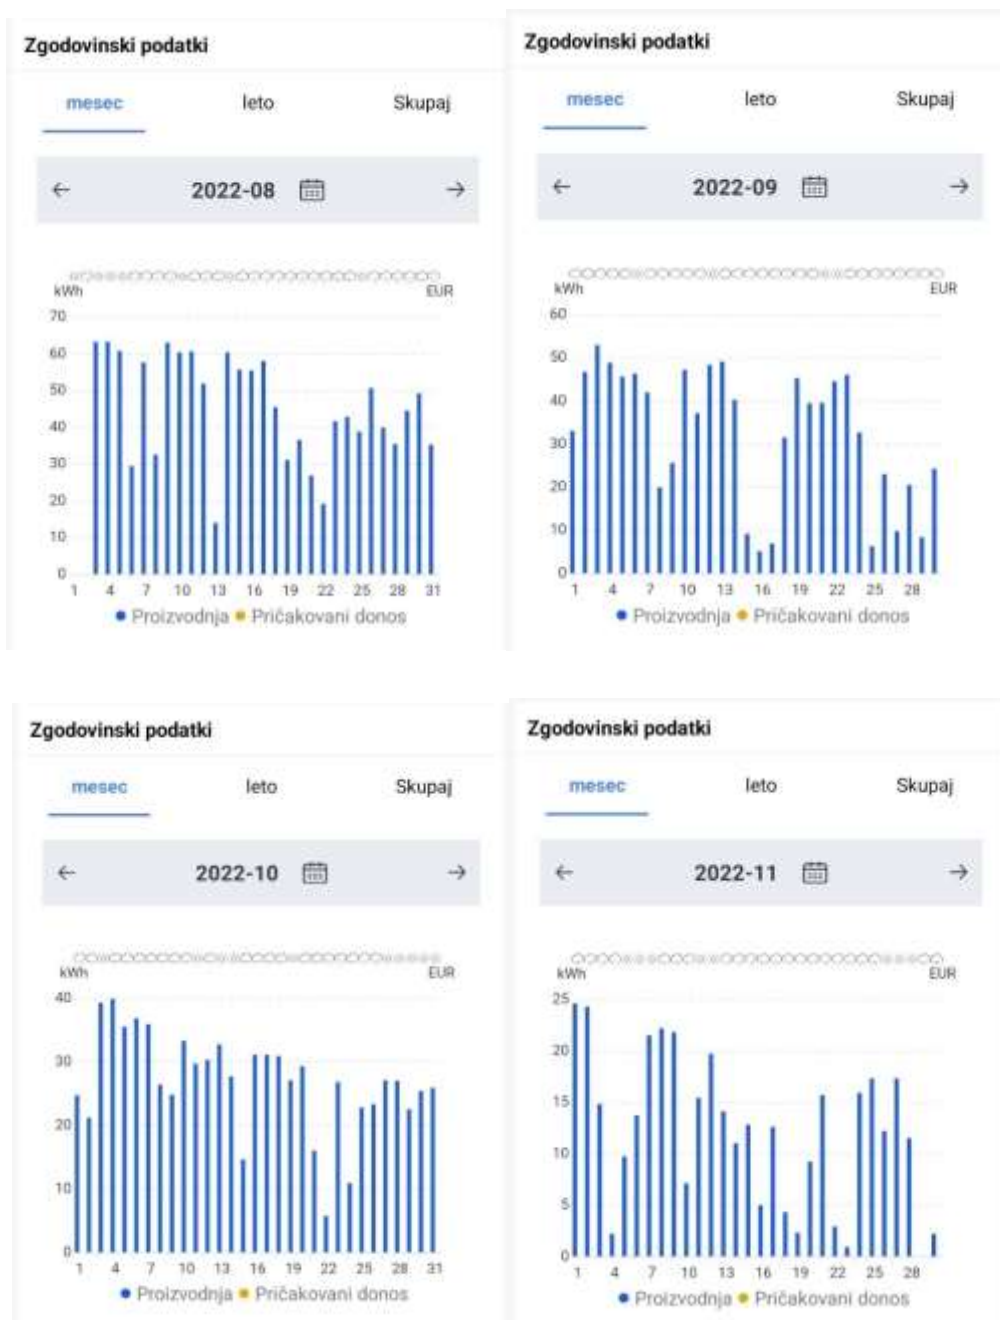 Zgodovinski podatki
mesec leto Skupaj
← 2022-08 →
kWh EUR
70
60
50
40
30
20
10
0
1 4 7 10 13 16 19 22 25 28 31
Proizvodnja Pričakovani donos
Zgodovinski podatki
mesec leto Skupaj
← 2022-09 →
kWh EUR
60
50
40
30
20
10
0
1 4 7 10 13 16 19 22 25 28
Proizvodnja Pričakovani donos
Zgodovinski podatki
mesec leto Skupaj
← 2022-10 →
kWh EUR
40
30
20
10
0
1 4 7 10 13 16 19 22 25 28 31
Proizvodnja Pričakovani donos
Zgodovinski podatki
mesec leto Skupaj
← 2022-11 →
kWh EUR
25
20
15
10
5
0
1 4 7 10 13 16 19 22 25 28
Proizvodnja Pričakovani donos